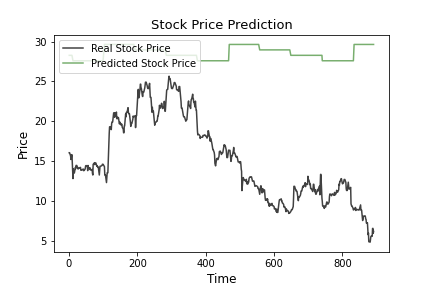 Stock Price Prediction
Real Stock Price
Predicted Stock Price
Price
30
25
20
15
10
5
0 200 400 600 800
Time